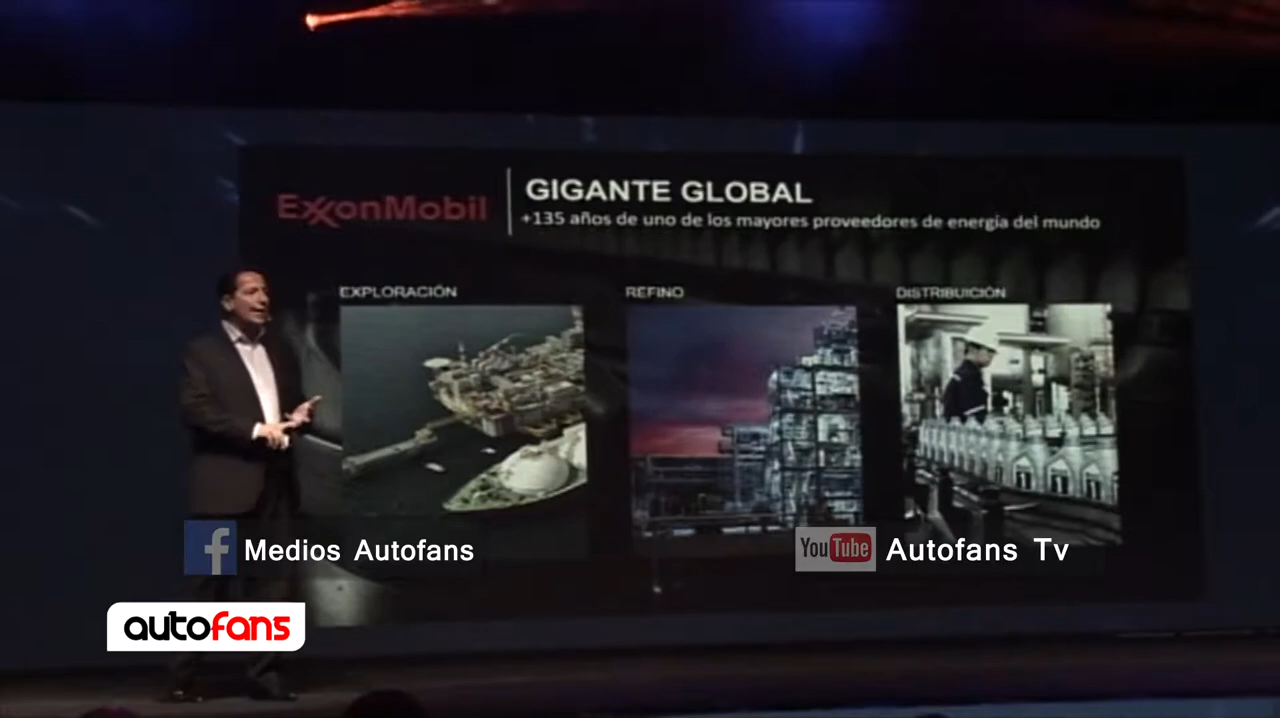 ExxonMobil
GIGANTE GLOBAL
+135 años de uno de los mayores proveedores de energía del mundo
EXPLORACIÓN
REFINO
DISTRIBUICIÓN
f Medios Autofans
YouTube Autofans Tv
autofans